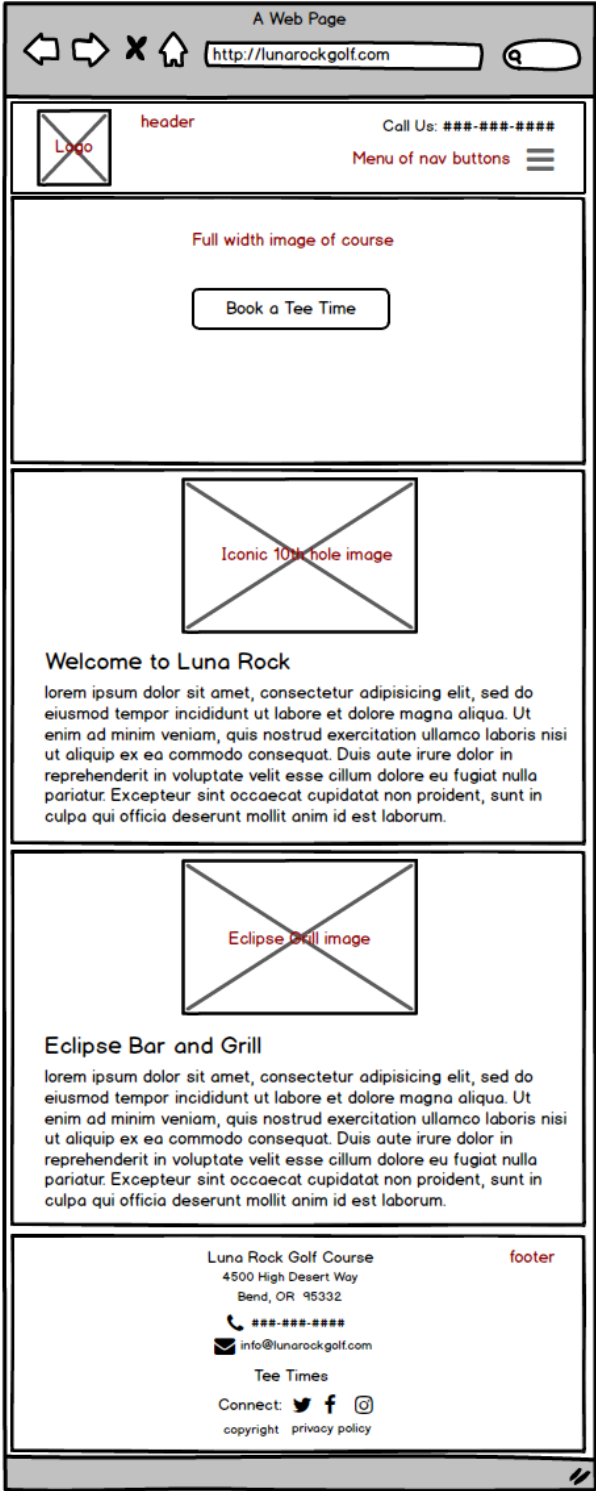 A Web Page
http://lunarockgolf.com
Logo
header
Call Us: ###-###-####
Menu of nav buttons
Full width image of course
Book a Tee Time
Iconic 10th hole image
Welcome to Luna Rock
lorem ipsum dolor sit amet, consectetur adipisicing elit, sed do
eiusmod tempor incididunt ut labore et dolore magna aliqua. Ut
enim ad minim veniam, quis nostrud exercitation ullamco laboris nisi
ut aliquip ex ea commodo consequat. Duis aute irure dolor in
reprehenderit in voluptate velit esse cillum dolore eu fugiat nulla
pariatur. Excepteur sint occaecat cupidatat non proident, sunt in
culpa qui officia deserunt mollit anim id est laborum.
Eclipse Grill image
Eclipse Bar and Grill
lorem ipsum dolor sit amet, consectetur adipisicing elit, sed do
eiusmod tempor incididunt ut labore et dolore magna aliqua. Ut
enim ad minim veniam, quis nostrud exercitation ullamco laboris nisi
ut aliquip ex ea commodo consequat. Duis aute irure dolor in
reprehenderit in voluptate velit esse cillum dolore eu fugiat nulla
pariatur. Excepteur sint occaecat cupidatat non proident, sunt in
culpa qui officia deserunt mollit anim id est laborum.
Luna Rock Golf Course
footer
4500 High Desert Way
Bend, OR 95332
###-###-####
info@lunarockgolf.com
Tee Times
Connect:
copyright privacy policy